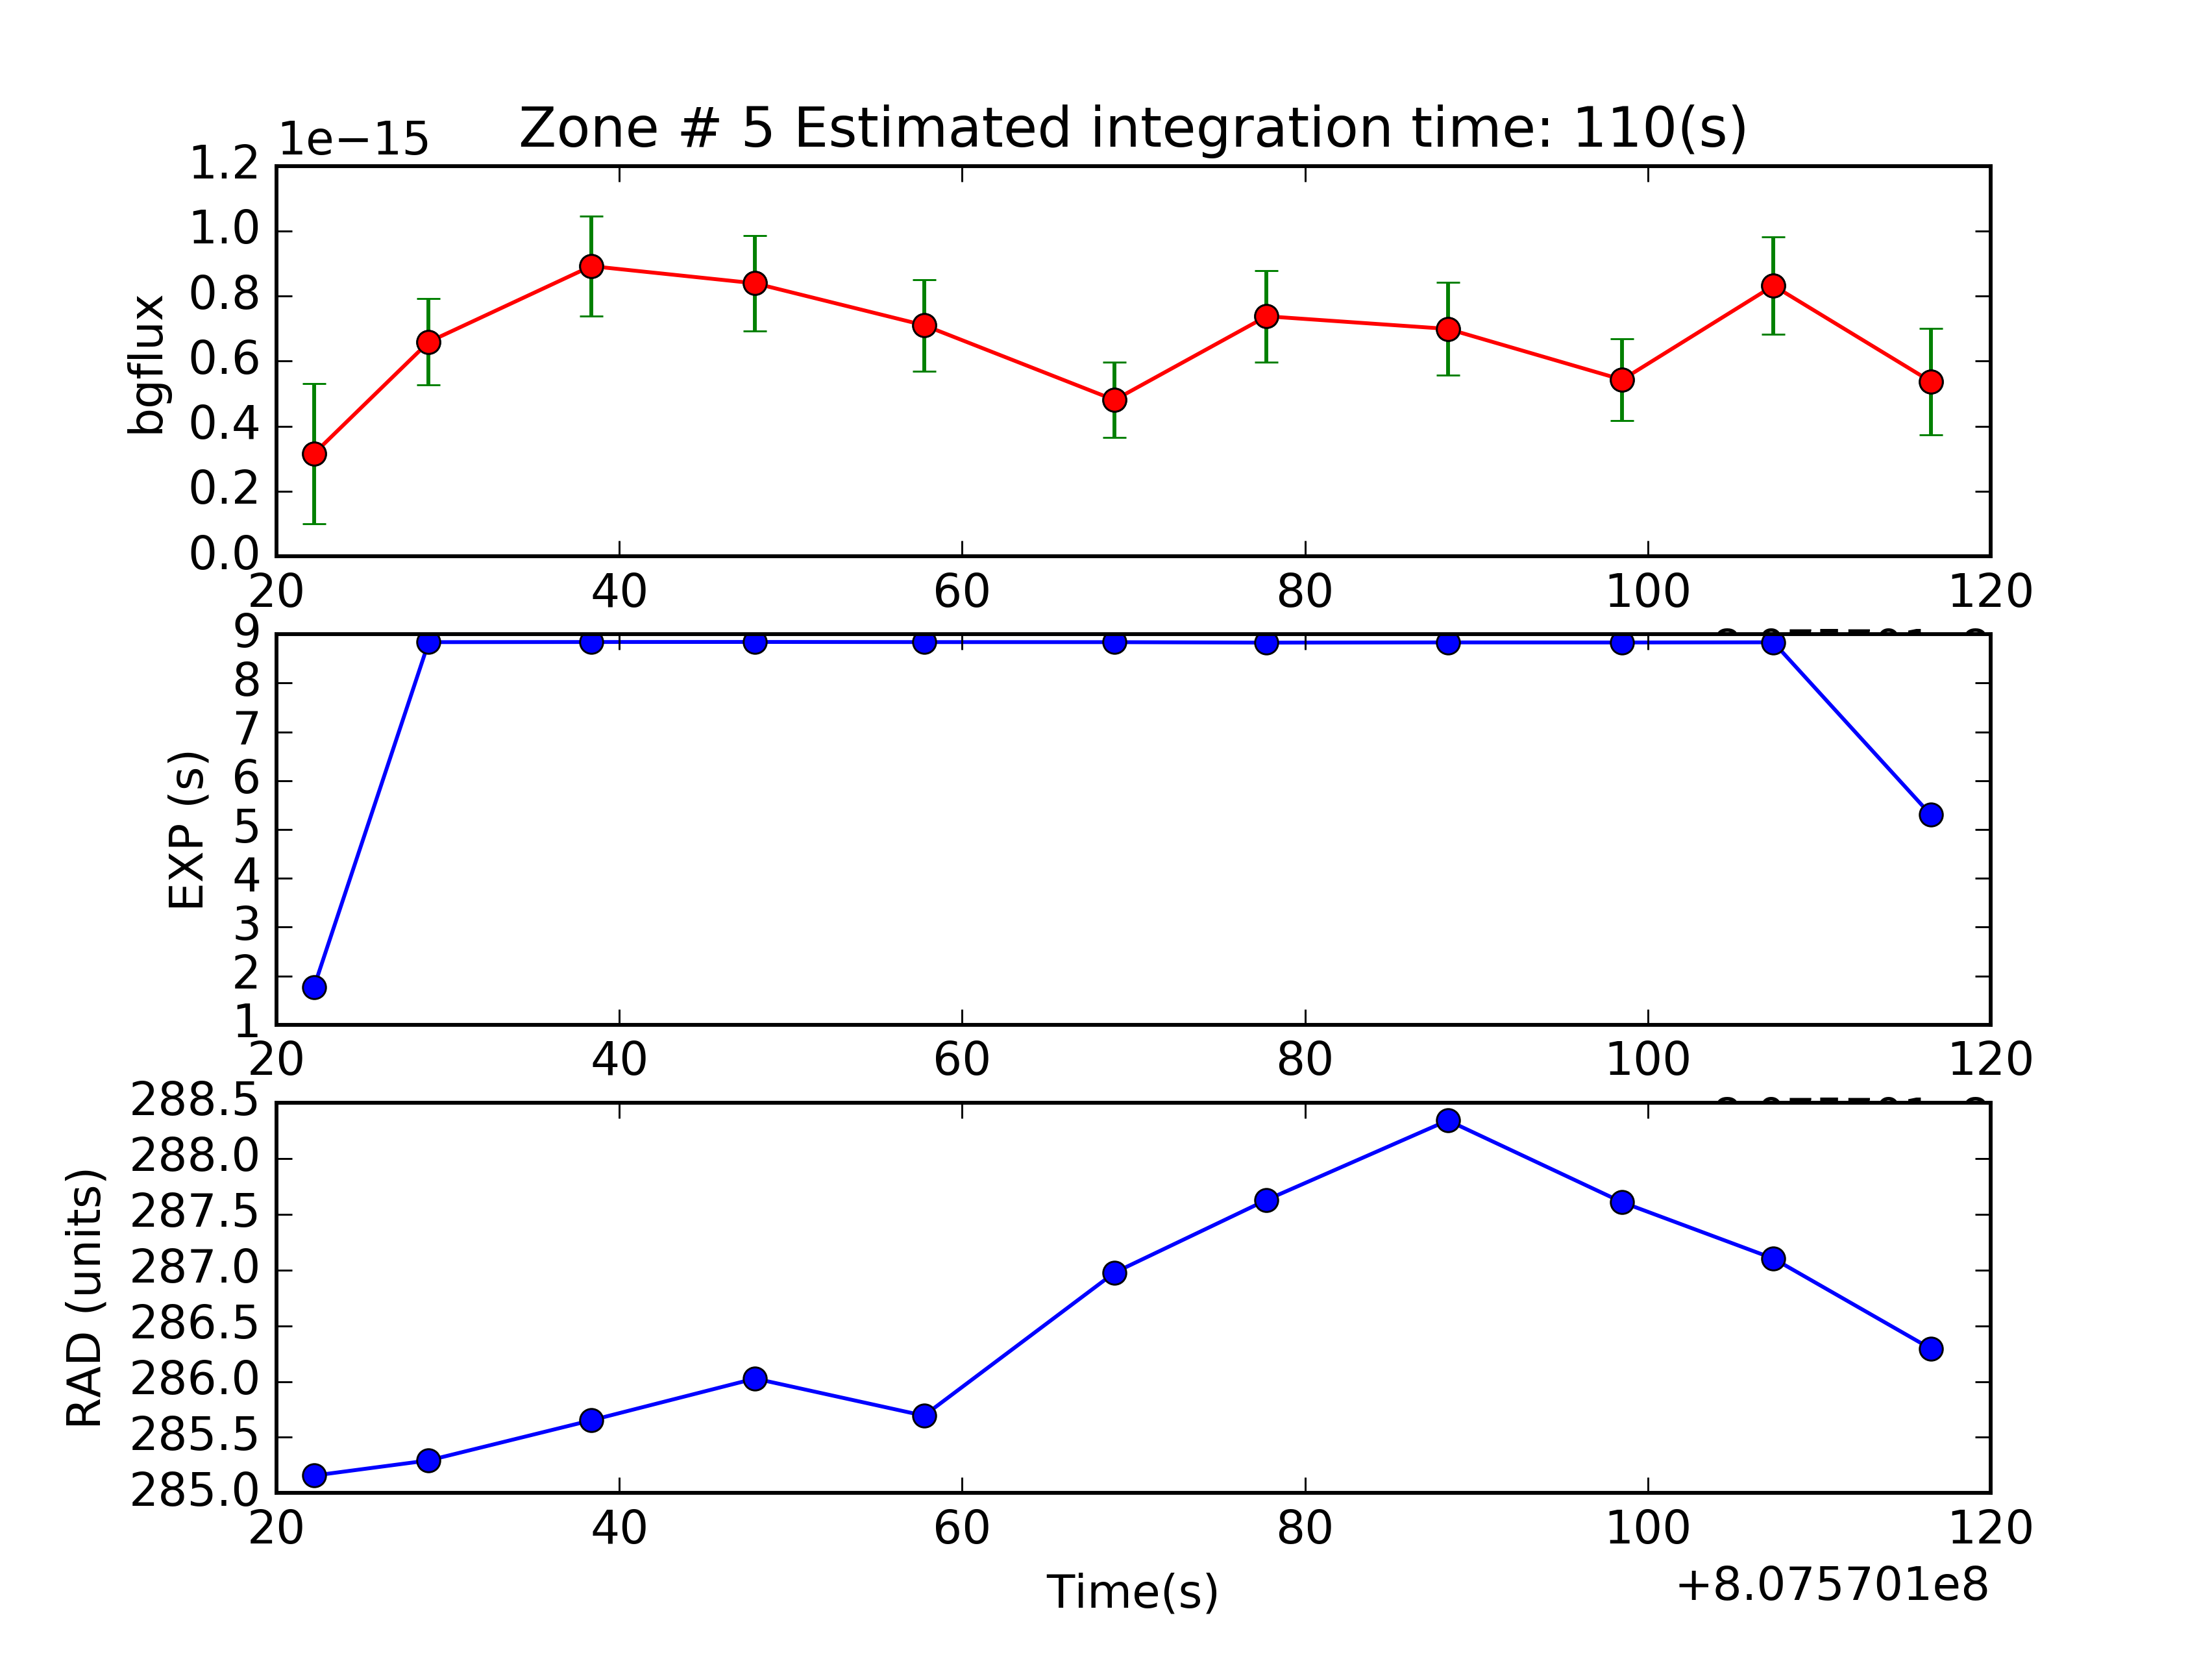 1e−15
Zone # 5 Estimated integration time: 110(s)
1.2
1.0
0.8
0.6
0.4
0.2
0.0
bgflux
20 40 60 80 100 120
9
8
7
6
5
4
3
2
1
EXP (s)
20 40 60 80 100 120
288.5
288.0
287.5
287.0
286.5
286.0
285.5
285.0
RAD (units)
20 40 60 80 100 120
Time(s)
+8.075701e8